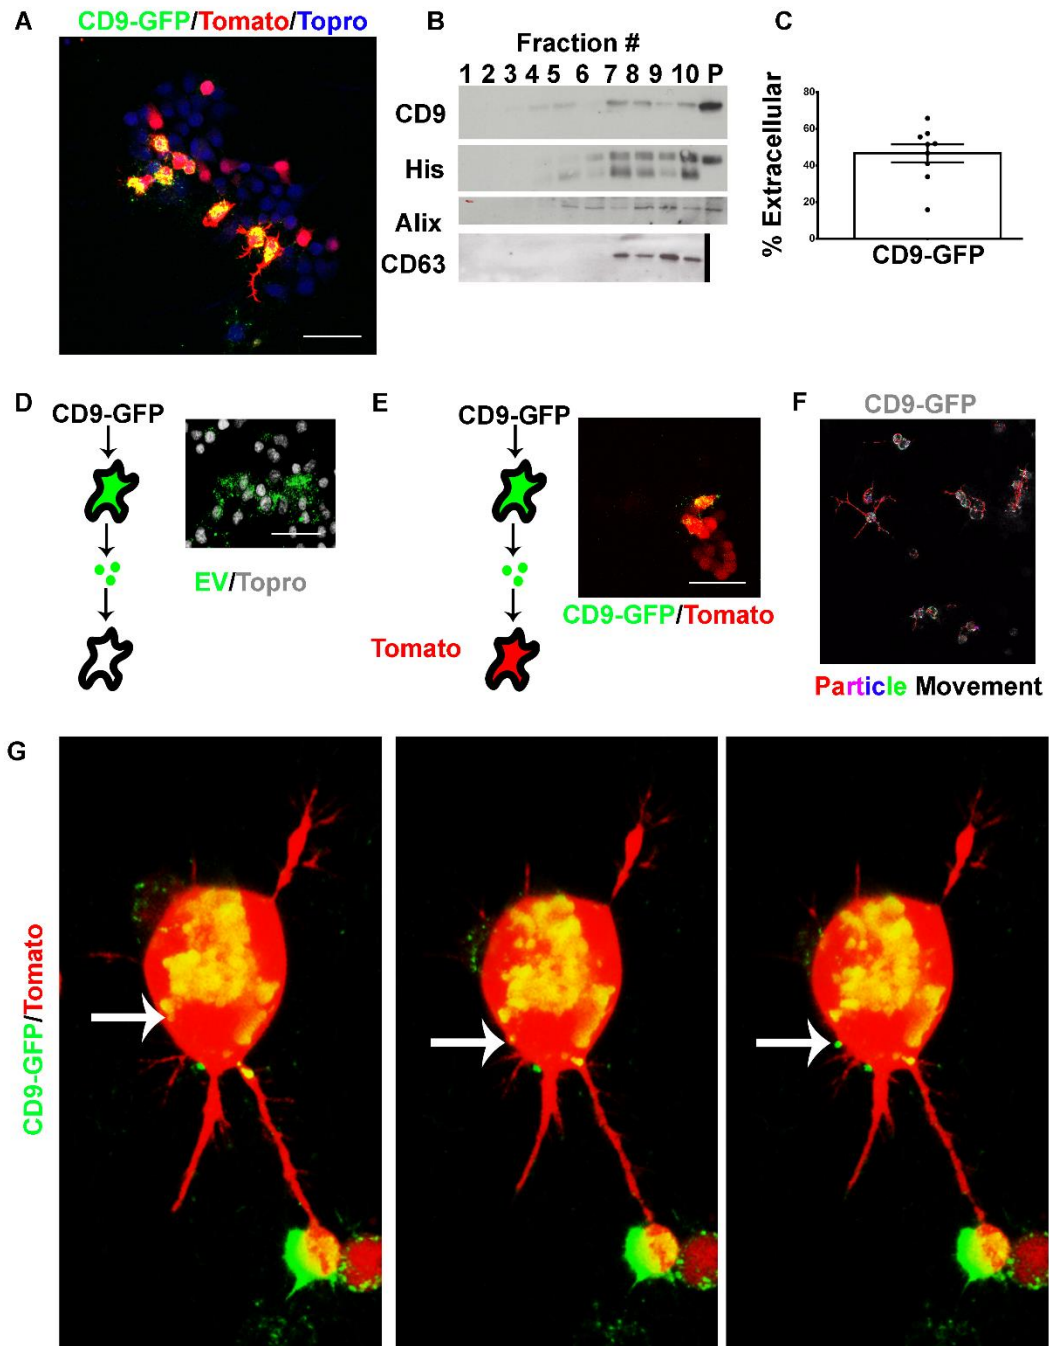 A
CD9-GFP/Tomato/Topro
B
Fraction #
1 2 3 4 5 6 7 8 9 10 P
CD9
His
Alix
CD63
C
% Extracellular
80
60
40
20
0
CD9-GFP
D
CD9-GFP
EV/Topro
E
CD9-GFP
Tomato
CD9-GFP/Tomato
F
CD9-GFP
Particle Movement
G
CD9-GFP/Tomato